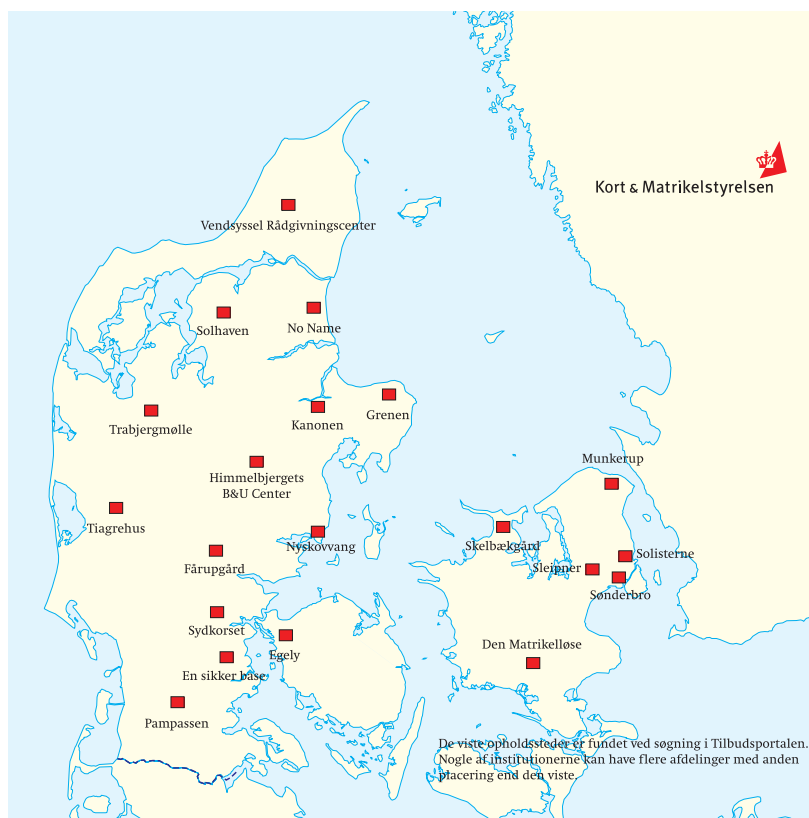 Kort & Matrikelstyrelsen
Vendsyssel Rådgivningscenter
Solhaven
No Name
Grenen
Kanonen
Trabjergmølle
Munkerup
Himmelbjergets
B&U Center
Tiagrehus
Nyskovvang
Skelbækgård
Solisterne
Fårupgård
Sleipner
Sønderbro
Sydkorset
Egely
Den Matrikelløse
En sikker base
Pampassen
De viste opholdssteder er fundet ved søgning i Tilbudsportalen.
Nogle af institutionerne kan have flere afdelinger med anden
placering end den viste.